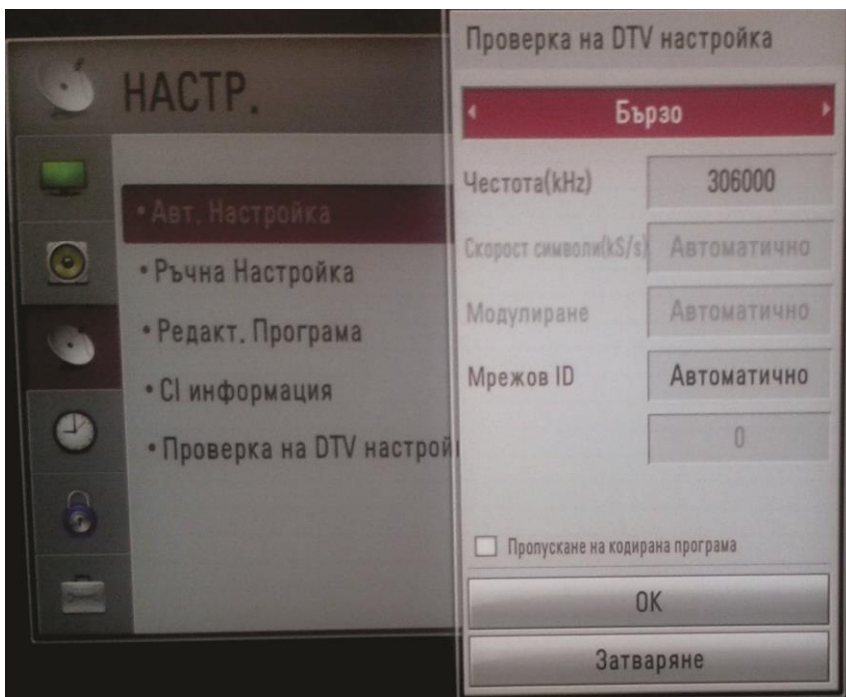 НАСТР.
• Авт. Настройка
• Ръчна Настройка
• Редакт. Програма
• CI информация
• Проверка на DTV настрой
Проверка на DTV настройка
Бързо
Честота(kHz) 306000
Скорост символи(kS/s) Автоматично
Модулиране Автоматично
Мрежов ID Автоматично
0
Пропускане на кодирана програма
OK
Затваряне